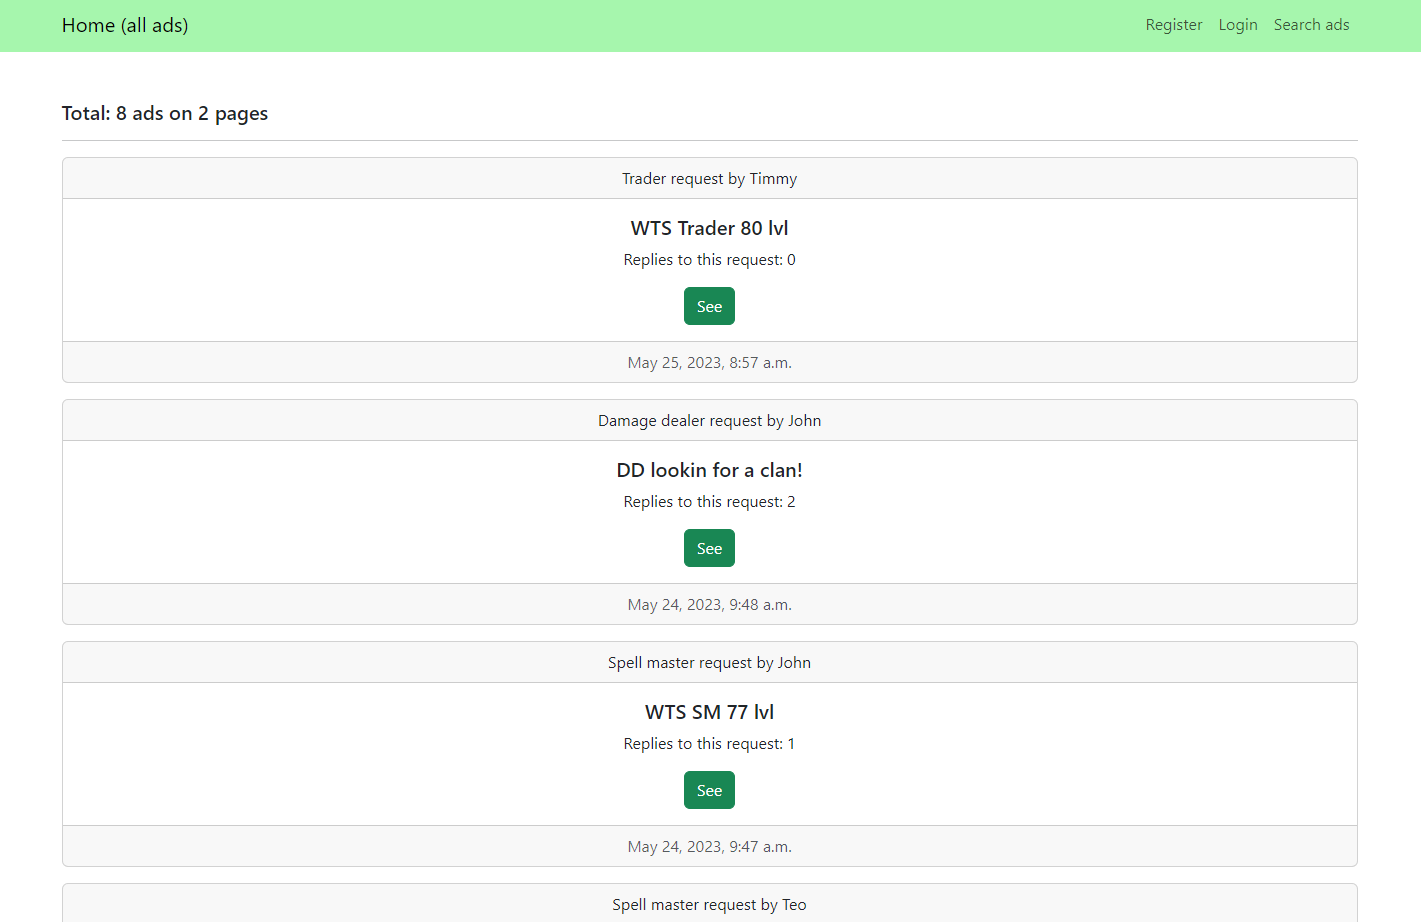 Home (all ads) Register Login Search ads
Total: 8 ads on 2 pages
Trader request by Timmy
WTS Trader 80 lvl
Replies to this request: 0
See
May 25, 2023, 8:57 a.m.
Damage dealer request by John
DD lookin for a clan!
Replies to this request: 2
See
May 24, 2023, 9:48 a.m.
Spell master request by John
WTS SM 77 lvl
Replies to this request: 1
See
May 24, 2023, 9:47 a.m.
Spell master request by Teo